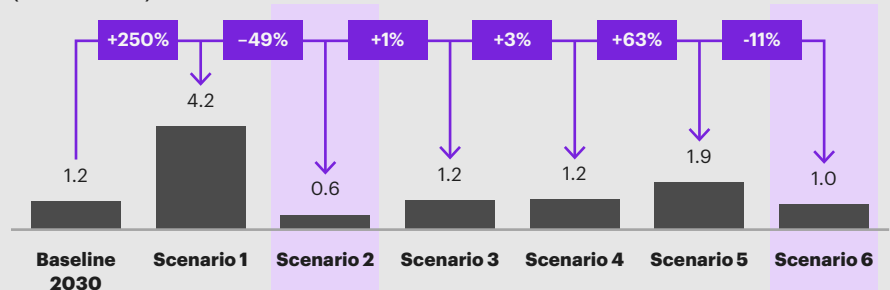 +250% –49% +1% +3% +63% -11%
4.2
1.9
1.2 1.2 1.2 1.0
0.6
Baseline Scenario 1 Scenario 2 Scenario 3 Scenario 4 Scenario 5 Scenario 6
2030